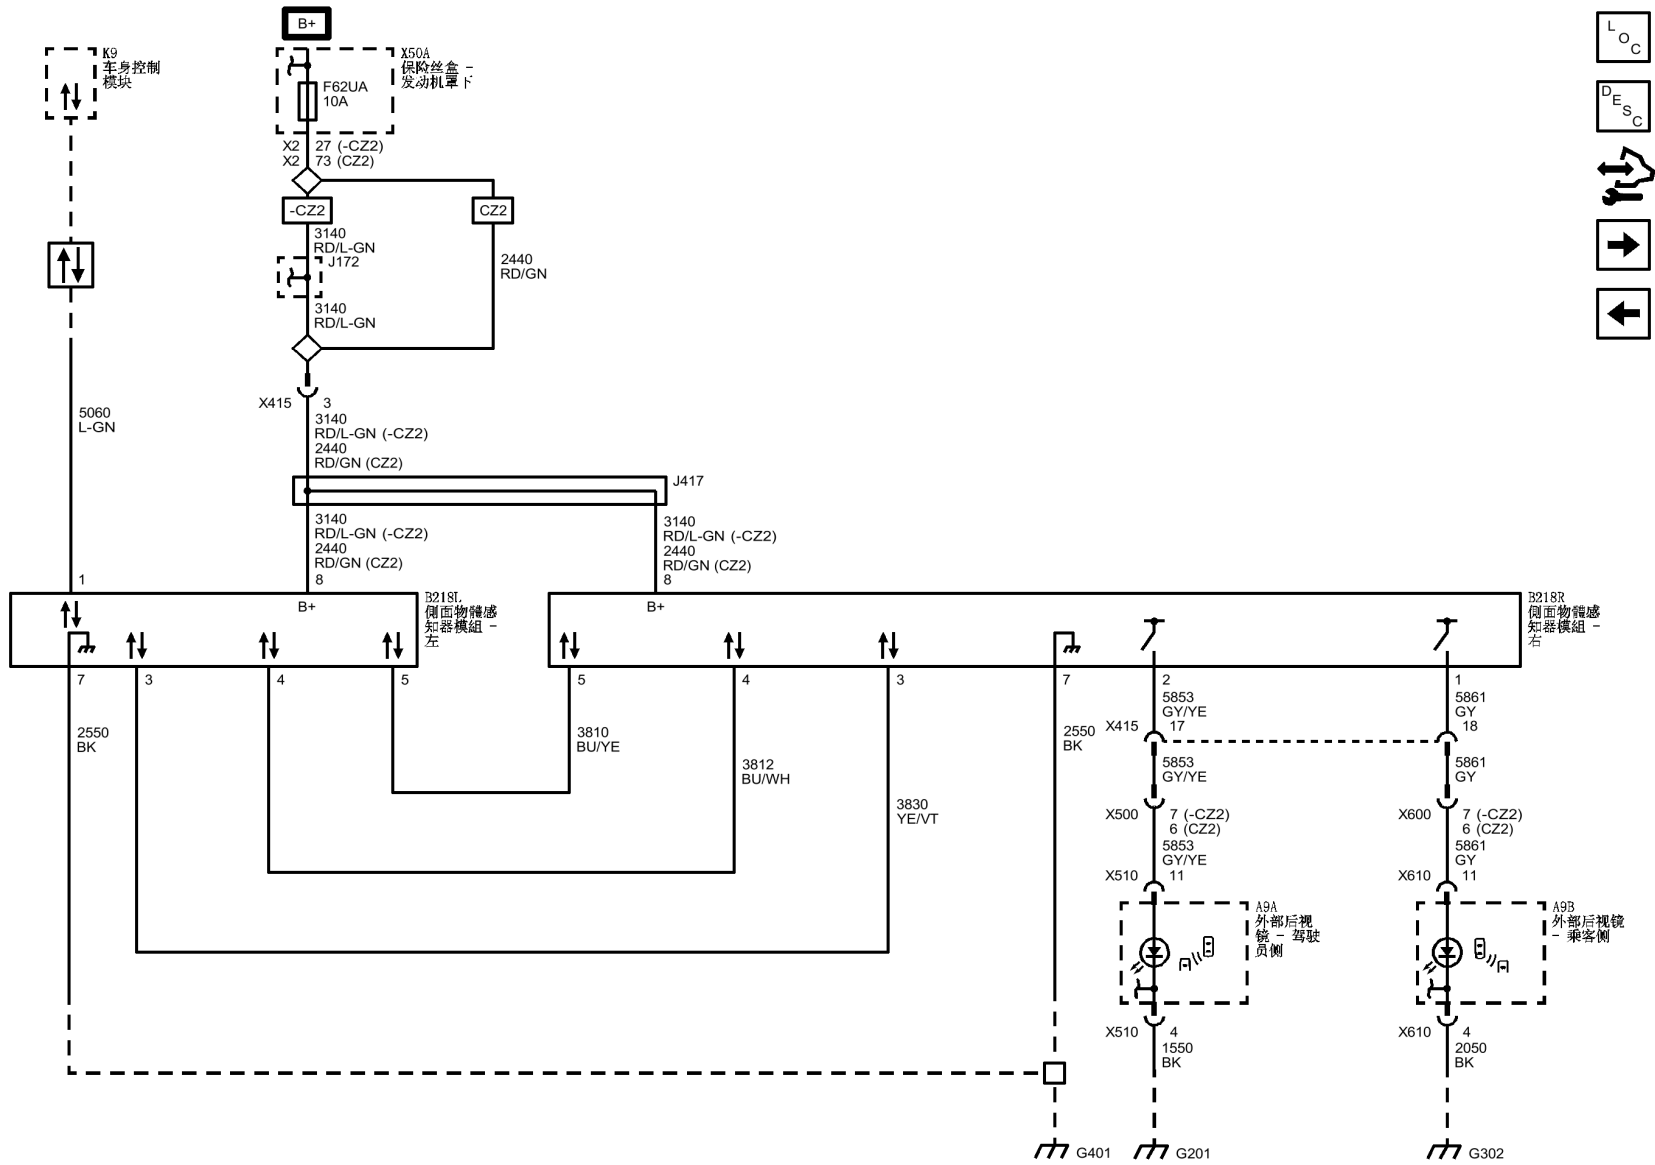 B+
K9
车身控制
模块
X50A
保险丝盒 -
发动机罩下
F62UA
10A
X2 27 (-CZ2)
X2 73 (CZ2)
-CZ2
CZ2
3140
RD/L-GN
J172
2440
RD/GN
3140
RD/L-GN
X415 3
3140
RD/L-GN (-CZ2)
2440
RD/GN (CZ2)
5060
L-GN
J417
3140
RD/L-GN (-CZ2)
2440
RD/GN (CZ2)
8
3140
RD/L-GN (-CZ2)
2440
RD/GN (CZ2)
8
1
B+
B218L
側面物體感
知器模組 -
左
B+
B218R
側面物體感
知器模組 -
右
7
3
4
5
5
4
3
7
2
1
2550
BK
3810
BU/YE
3812
BU/WH
3830
YE/VT
2550
BK
5853
GY/YE
X415 17
5861
GY
18
5853
GY/YE
5861
GY
X500 7 (-CZ2)
6 (CZ2)
X600 7 (-CZ2)
6 (CZ2)
5853
GY/YE
5861
GY
X510 11
X610 11
A9A
外部后视
镜 - 驾驶
员侧
A9B
外部后视镜
- 乘客侧
X510 4
1550
BK
X610 4
2050
BK
G401
G201
G302
LOC
DESC